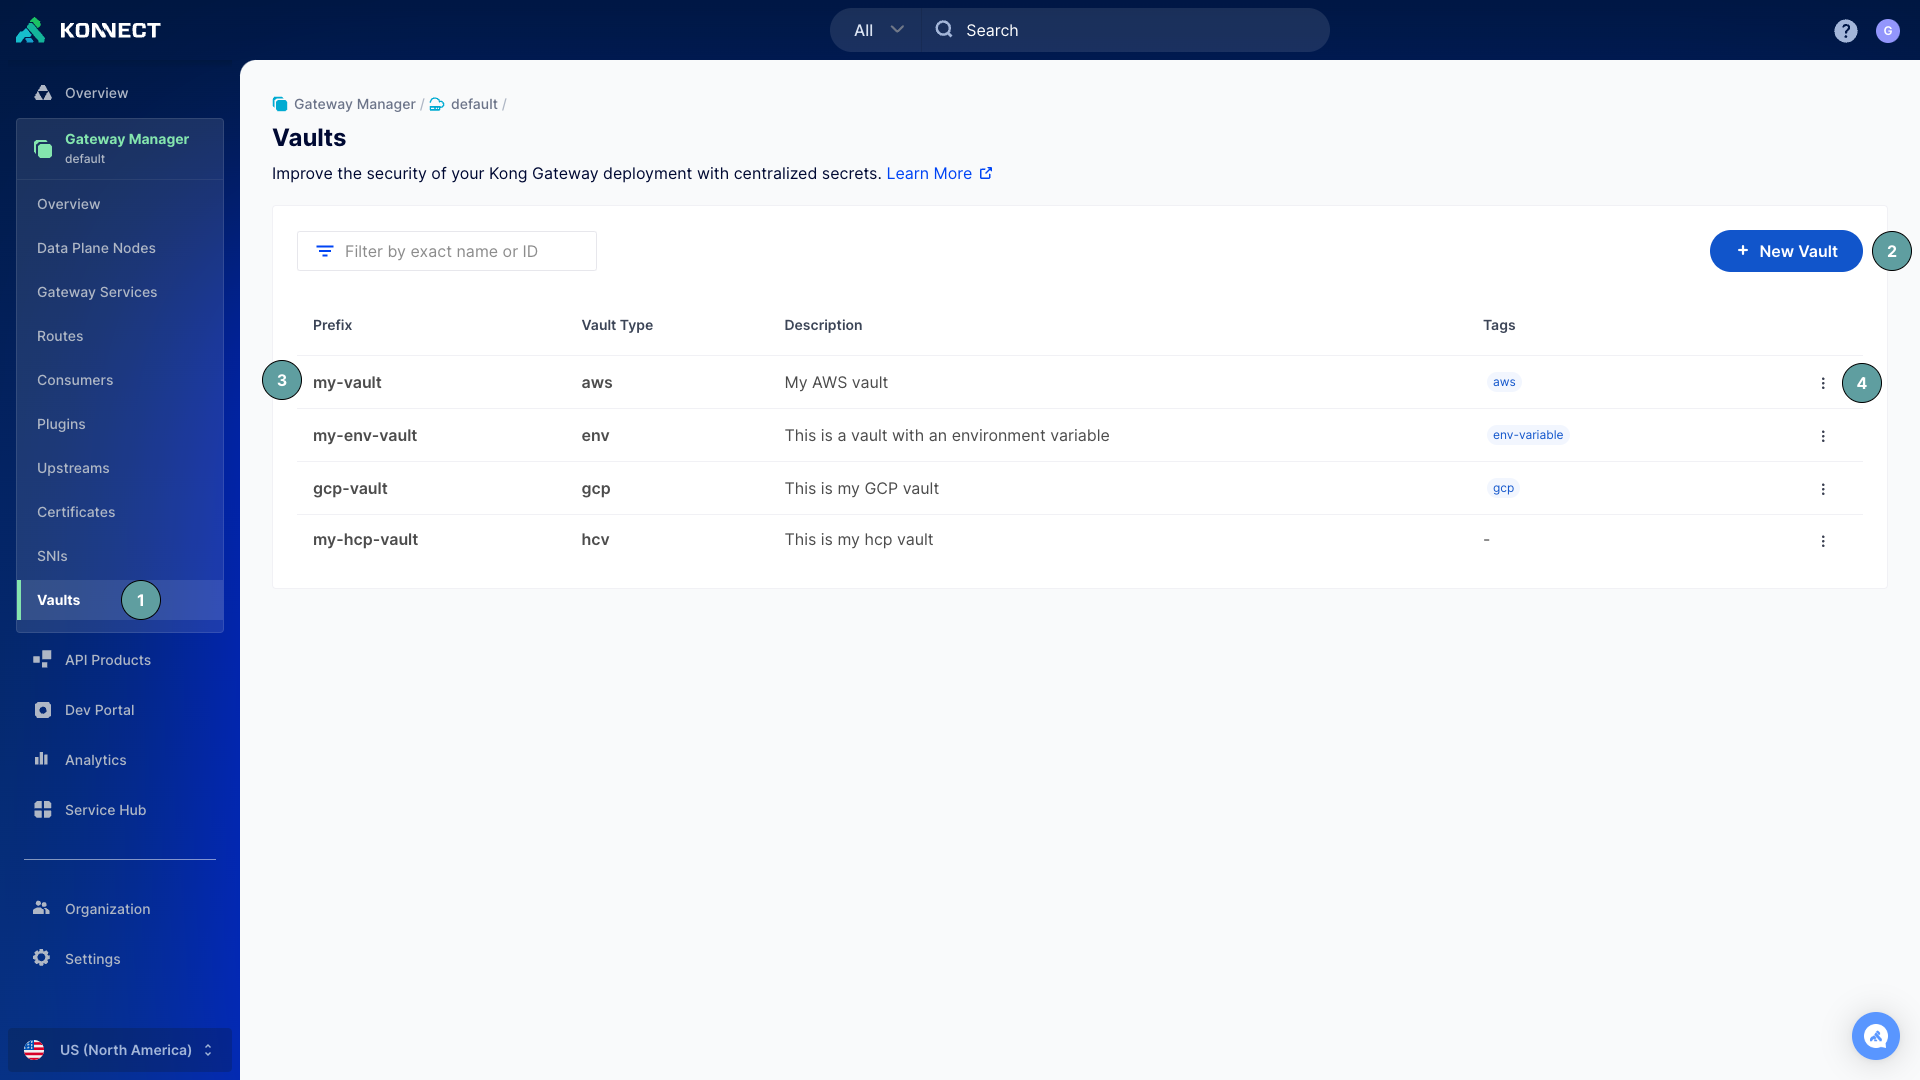 KONNECT
All
Search
?
G
Overview
Gateway Manager
default
Overview
Data Plane Nodes
Gateway Services
Routes
Consumers
Plugins
Upstreams
Certificates
SNIs
Vaults
1
API Products
Dev Portal
Analytics
Service Hub
Organization
Settings
US (North America)
Gateway Manager / default /
Vaults
Improve the security of your Kong Gateway deployment with centralized secrets. Learn More
Filter by exact name or ID
+ New Vault
2
Prefix Vault Type Description Tags
3 my-vault aws My AWS vault aws 4
my-env-vault env This is a vault with an environment variable env-variable
gcp-vault gcp This is my GCP vault gcp
my-hcp-vault hcv This is my hcp vault -